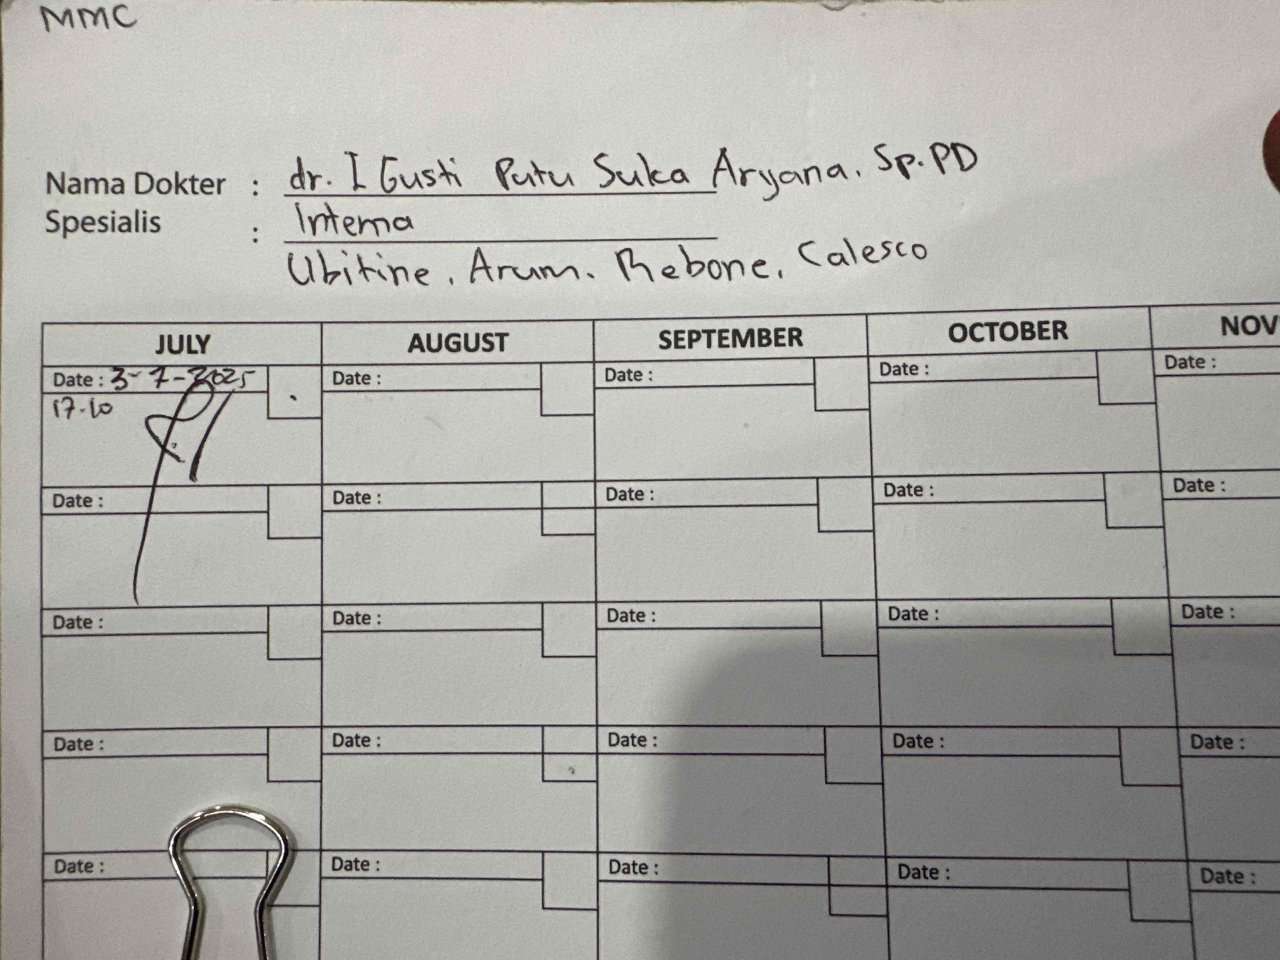 MMC
Nama Dokter : dr. I Gusti Putu Suka Aryana, Sp.PD
Spesialis : Interna
Ubitine, Arum, Rebone, Calesco
JULY AUGUST SEPTEMBER OCTOBER NOV
Date : 3-7-2025 Date : Date : Date : Date :
17.10
Date : Date : Date : Date : Date :
Date : Date : Date : Date : Date :
Date : Date : Date : Date : Date :
Date : Date : Date : Date : Date :